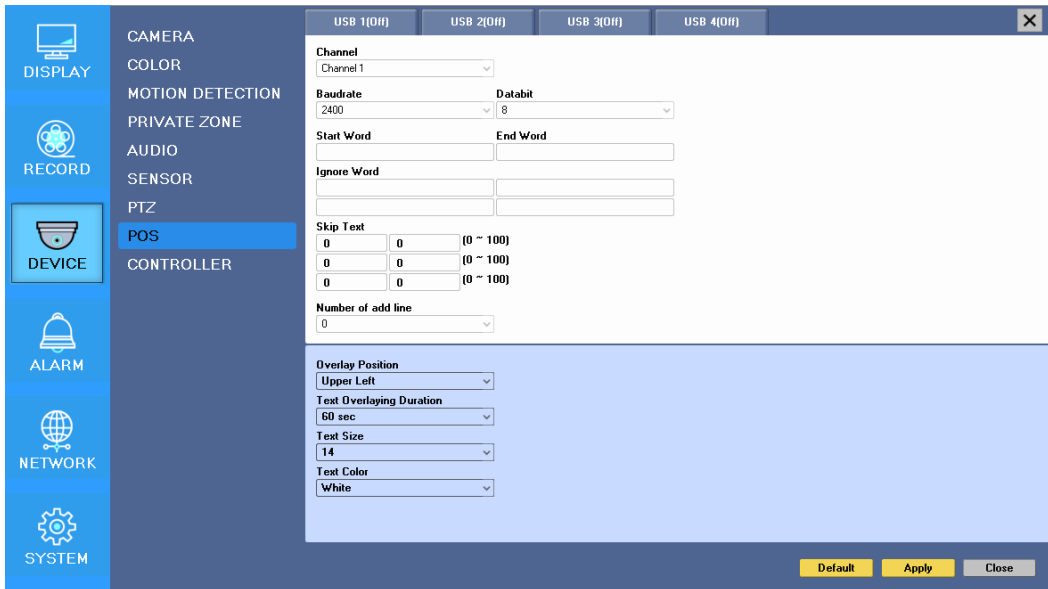 DISPLAY
RECORD
DEVICE
ALARM
NETWORK
SYSTEM
CAMERA
COLOR
MOTION DETECTION
PRIVATE ZONE
AUDIO
SENSOR
PTZ
POS
CONTROLLER
USB 1(Off) USB 2(Off) USB 3(Off) USB 4(Off)
Channel
Channel 1
Baudrate Databit
2400 8
Start Word End Word
Ignore Word
Skip Text
0 0 (0 ~ 100)
0 0 (0 ~ 100)
0 0 (0 ~ 100)
Number of add line
0
Overlay Position
Upper Left
Text Overlaying Duration
60 sec
Text Size
14
Text Color
White
Default Apply Close